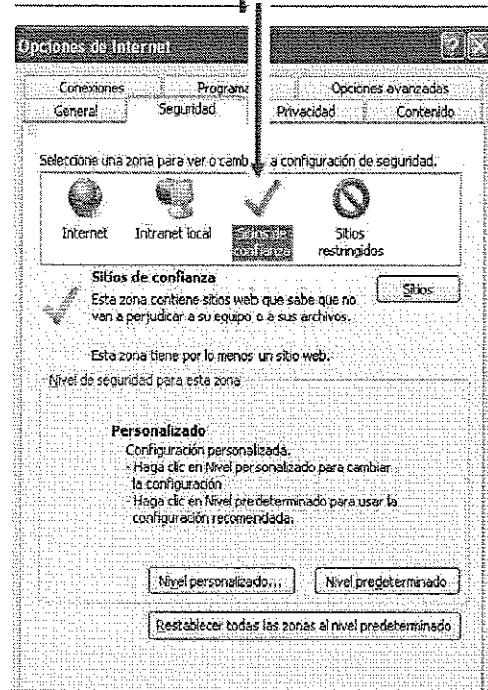 Opciones de Internet
Conexiones Programa Opciones avanzadas
General Seguridad Privacidad Contenido
Seleccione una zona para ver o camb a configuración de seguridad.
Internet Intranet local Sitios de confianza Sitios restringidos
Sitios de confianza
Sitios
Esta zona contiene sitios web que sabe que no
van a perjudicar a su equipo o a sus archivos.
Esta zona tiene por lo menos un sitio web.
Nivel de seguridad para esta zona
Personalizado
Configuración personalizada.
- Haga clic en Nivel personalizado para cambiar
la configuración
- Haga clic en Nivel predeterminado para usar la
configuración recomendada.
Nivel personalizado... Nivel predeterminado
Restablecer todas las zonas al nivel predeterminado